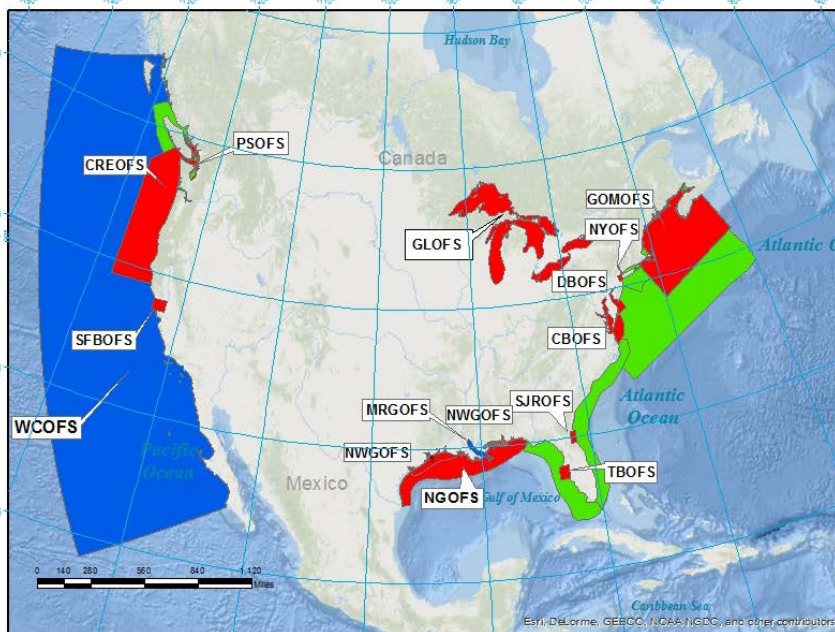 Hudson Bay
PSOFS
Canada
CREOFS
GOMOFS
NYOFS
GLOFS
DBOFS
CBOFS
SFBOFS
Atlantic
Ocean
SJROFS
MRGOFS
NWGOFS
WCOFS
Pacific
Ocean
NWGOFS
TBOFS
Mexico
NGOFS
Gulf of Mexico
0 140 280 560 840 1,120
Miles
Caribbean Sea
Esri, DeLorme, GEBCO, NOAA NGDC, and other contributors